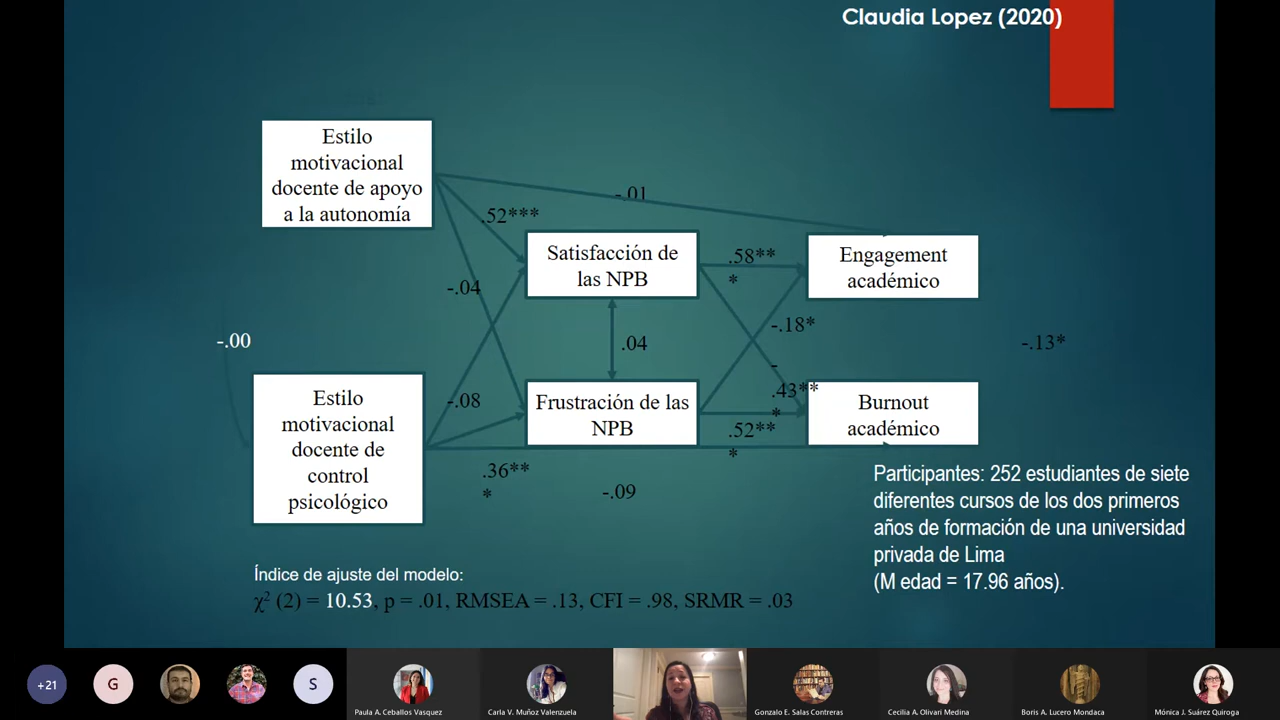 Claudia Lopez (2020)
Estilo
motivacional
docente de apoyo
a la autonomía
-.01
.52***
Satisfacción de
las NPB
.58**
*
Engagement
académico
-.04
-.18*
-.00
.04
-.13*
-
.43**
*
-.08
Estilo
motivacional
docente de
control
psicológico
Frustración de las
NPB
.52**
*
Burnout
académico
.36**
*
-.09
Participantes: 252 estudiantes de siete
diferentes cursos de los dos primeros
años de formación de una universidad
privada de Lima
(M edad = 17.96 años).
Índice de ajuste del modelo:
χ² (2) = 10.53, p = .01, RMSEA = .13, CFI = .98, SRMR = .03
+21
G
S
Paula A. Ceballos Vasquez
Carla V. Muñoz Valenzuela
Gonzalo E. Salas Contreras
Cecilia A. Olivari Medina
Boris A. Lucero Mondaca
Mónica J. Suárez Quiroga